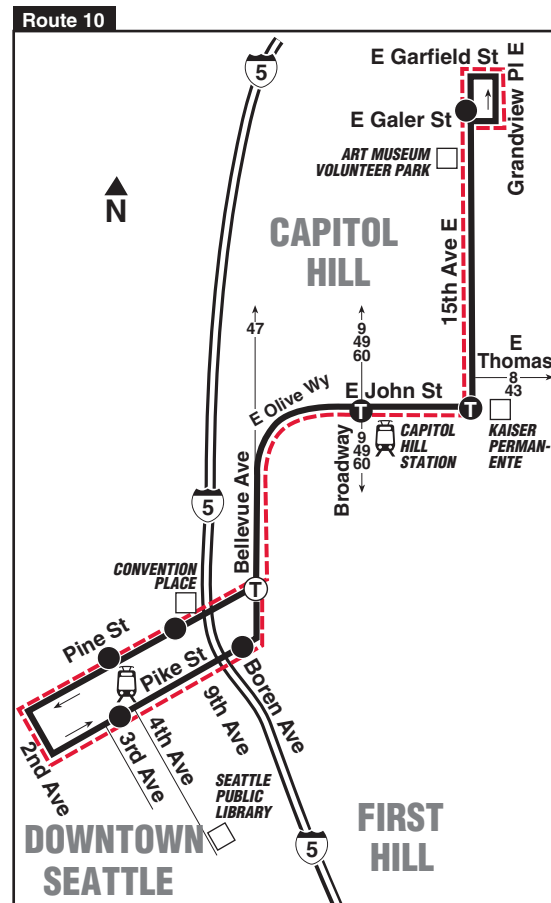 Route 10
5
E Garfield St
Grandview Pl E
E Galer St
ART MUSEUM
VOLUNTEER PARK
N
CAPITOL
HILL
15th Ave E
47
9
49
60
E
Thomas
8
43
E Olive Wy
E John St
T
T
Broadway
9
49
60
CAPITOL
HILL
STATION
KAISER
PERMAN-
ENTE
5
Bellevue Ave
CONVENTION
PLACE
T
Pine St
Pike St
Boren Ave
9th Ave
4th Ave
3rd Ave
2nd Ave
SEATTLE
PUBLIC
LIBRARY
DOWNTOWN
SEATTLE
FIRST
HILL
5